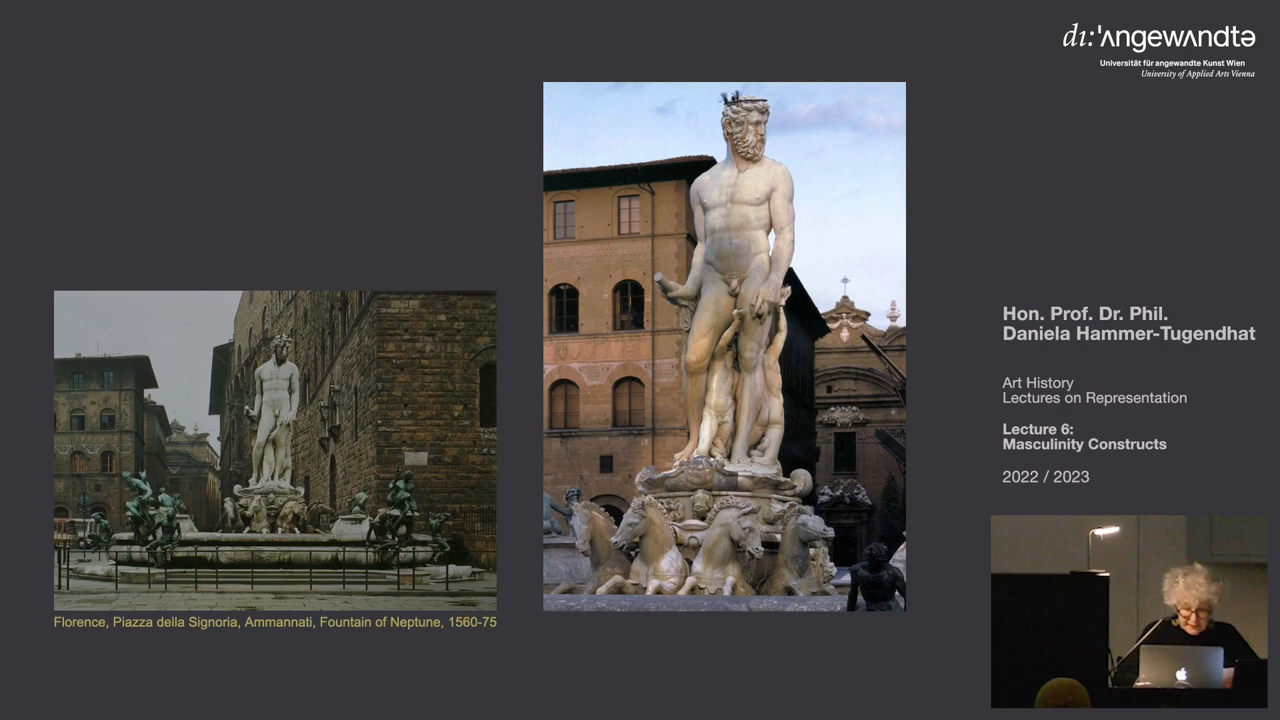 dı:'ʌngewʌndtə
Universität für angewandte Kunst Wien
University of Applied Arts Vienna
Florence, Piazza della Signoria, Ammannati, Fountain of Neptune, 1560-75
Hon. Prof. Dr. Phil.
Daniela Hammer-Tugendhat
Art History
Lectures on Representation
Lecture 6:
Masculinity Constructs
2022 / 2023